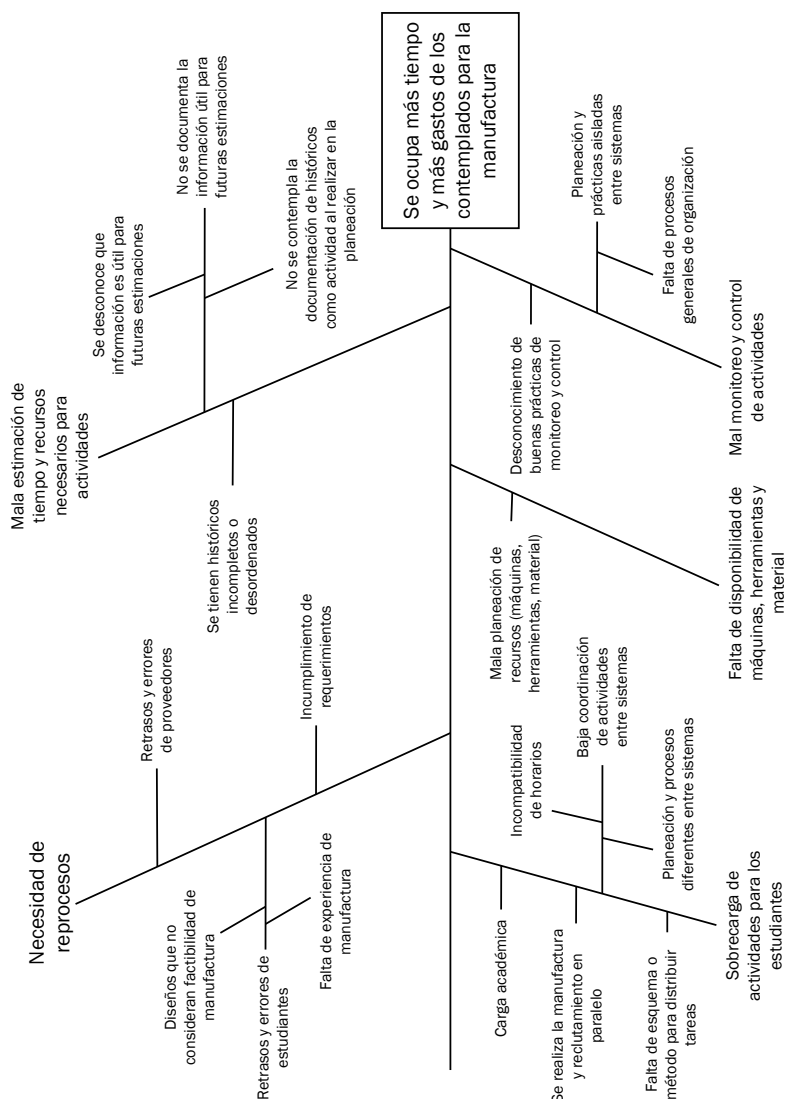 Necesidad de
reprocesos
Retrasos y errores
de proveedores
Diseños que no
consideran factibilidad de
manufactura
Retrasos y errores de
estudiantes
Falta de experiencia de
manufactura
Incumplimiento de
requerimientos
Mala estimación de
tiempo y recursos
necesarios para
actividades
Se desconoce que
información es útil para
futuras estimaciones
No se documenta la
información útil para
futuras estimaciones
No se contempla la
documentación de históricos
como actividad al realizar en la
planeación
Se tienen históricos
incompletos o
desordenados
Se ocupa más tiempo
y más gastos de los
contemplados para la
manufactura
Carga académica
Se realiza la manufactura
y reclutamiento en
paralelo
Falta de esquema o
método para distribuir
tareas
Incompatibilidad
de horarios
Baja coordinación
de actividades
entre sistemas
Planeación y procesos
diferentes entre sistemas
Sobrecarga de
actividades para los
estudiantes
Mala planeación de
recursos (máquinas,
herramientas, material)
Falta de disponibilidad de
máquinas, herramientas y
material
Desconocimiento de
buenas prácticas de
monitoreo y control
Planeación y
prácticas aisladas
entre sistemas
Falta de procesos
generales de organización
Mal monitoreo y control
de actividades